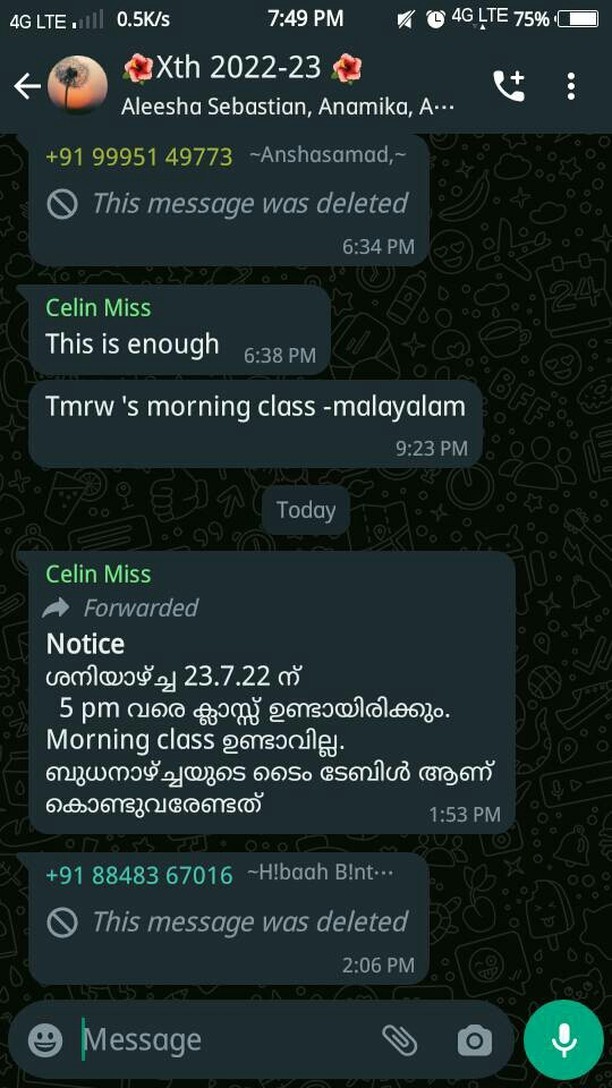 4G LTE 0.5K/s 7:49 PM 4G LTE 75%
🌺Xth 2022-23 🌺
Aleesha Sebastian, Anamika, A…
+91 99951 49773 ~Anshasamad,~
This message was deleted
6:34 PM
Celin Miss
This is enough 6:38 PM
Tmrw 's morning class -malayalam
9:23 PM
Today
Celin Miss
Forwarded
Notice
ശനിയാഴ്ച്ച 23.7.22 ന്
5 pm വരെ ക്ലാസ്സ് ഉണ്ടായിരിക്കും.
Morning class ഉണ്ടാവില്ല.
ബുധനാഴ്ച്ചയുടെ ടൈം ടേബിൾ ആണ്
കൊണ്ടുവരേണ്ടത് 1:53 PM
+91 88483 67016 ~H!baah B!nt…
This message was deleted
2:06 PM
Message